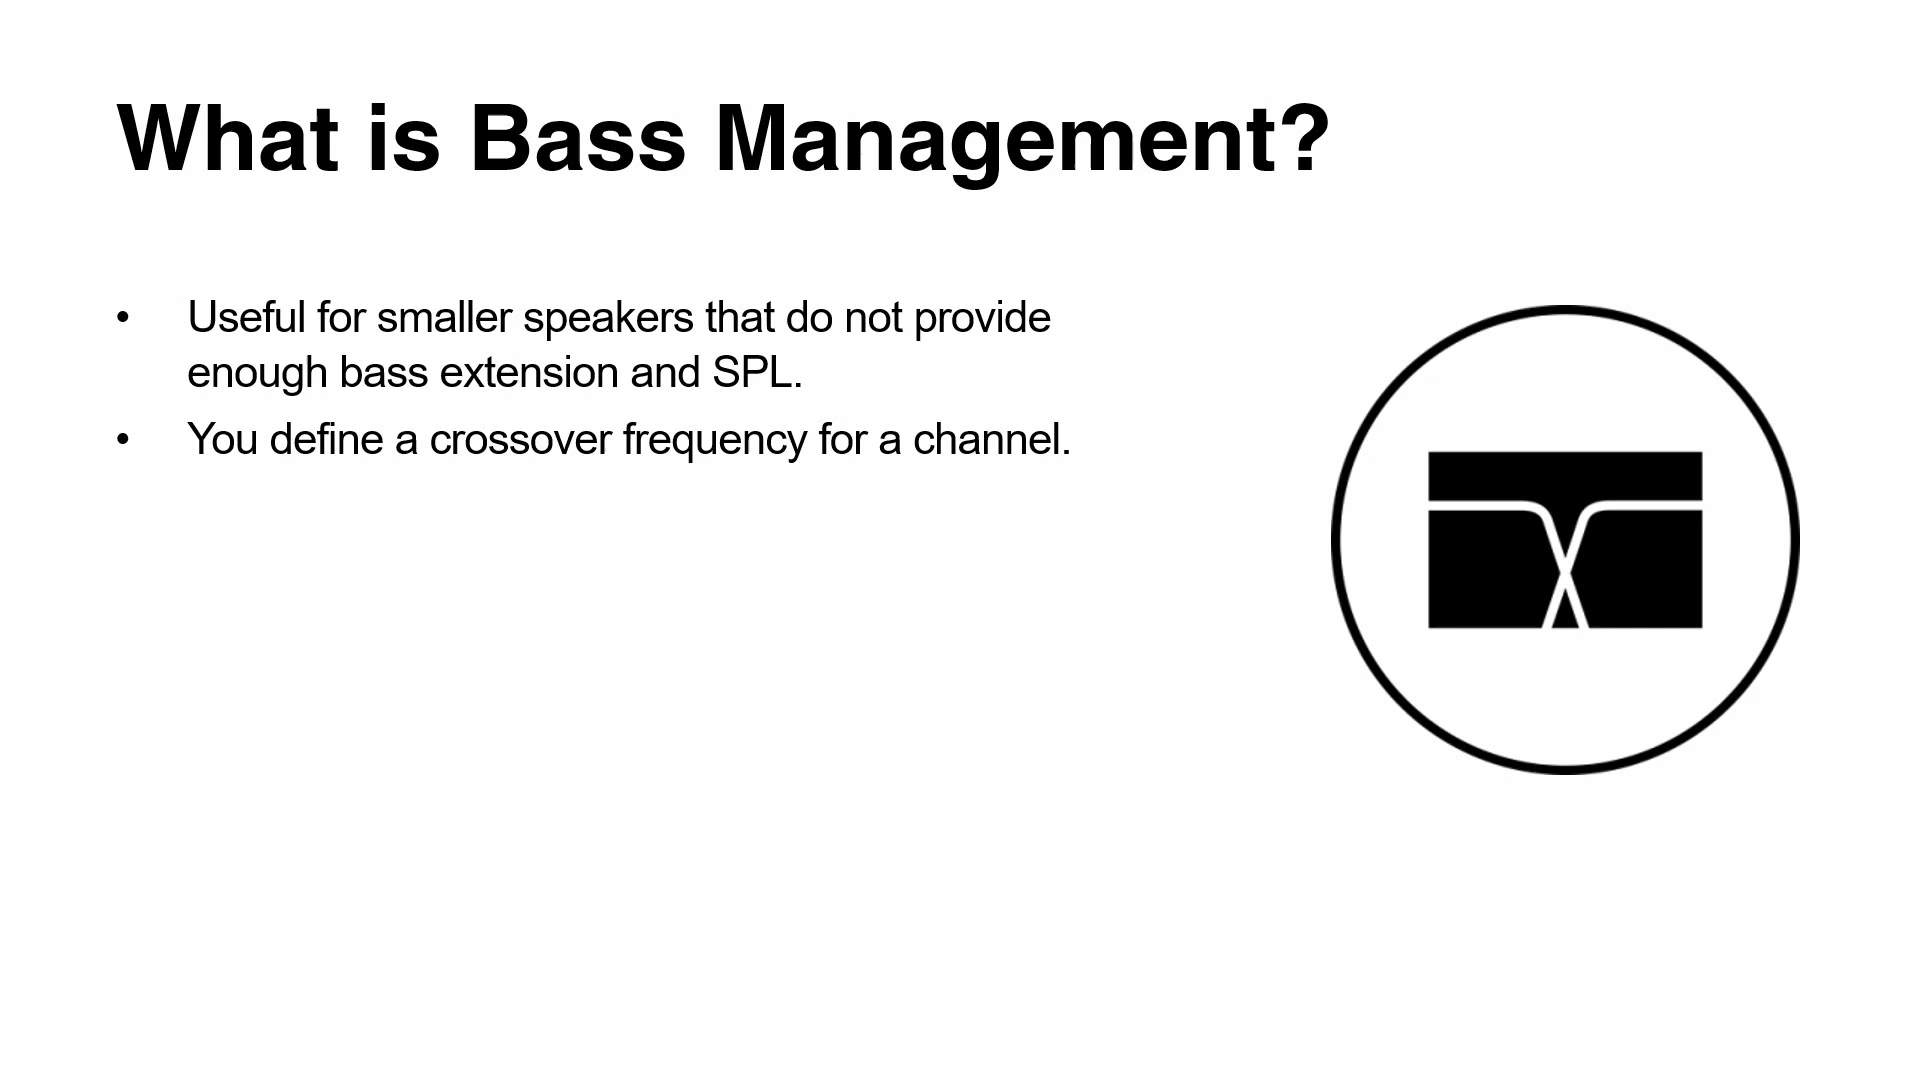 What is Bass Management?
• Useful for smaller speakers that do not provide
enough bass extension and SPL.
• You define a crossover frequency for a channel.